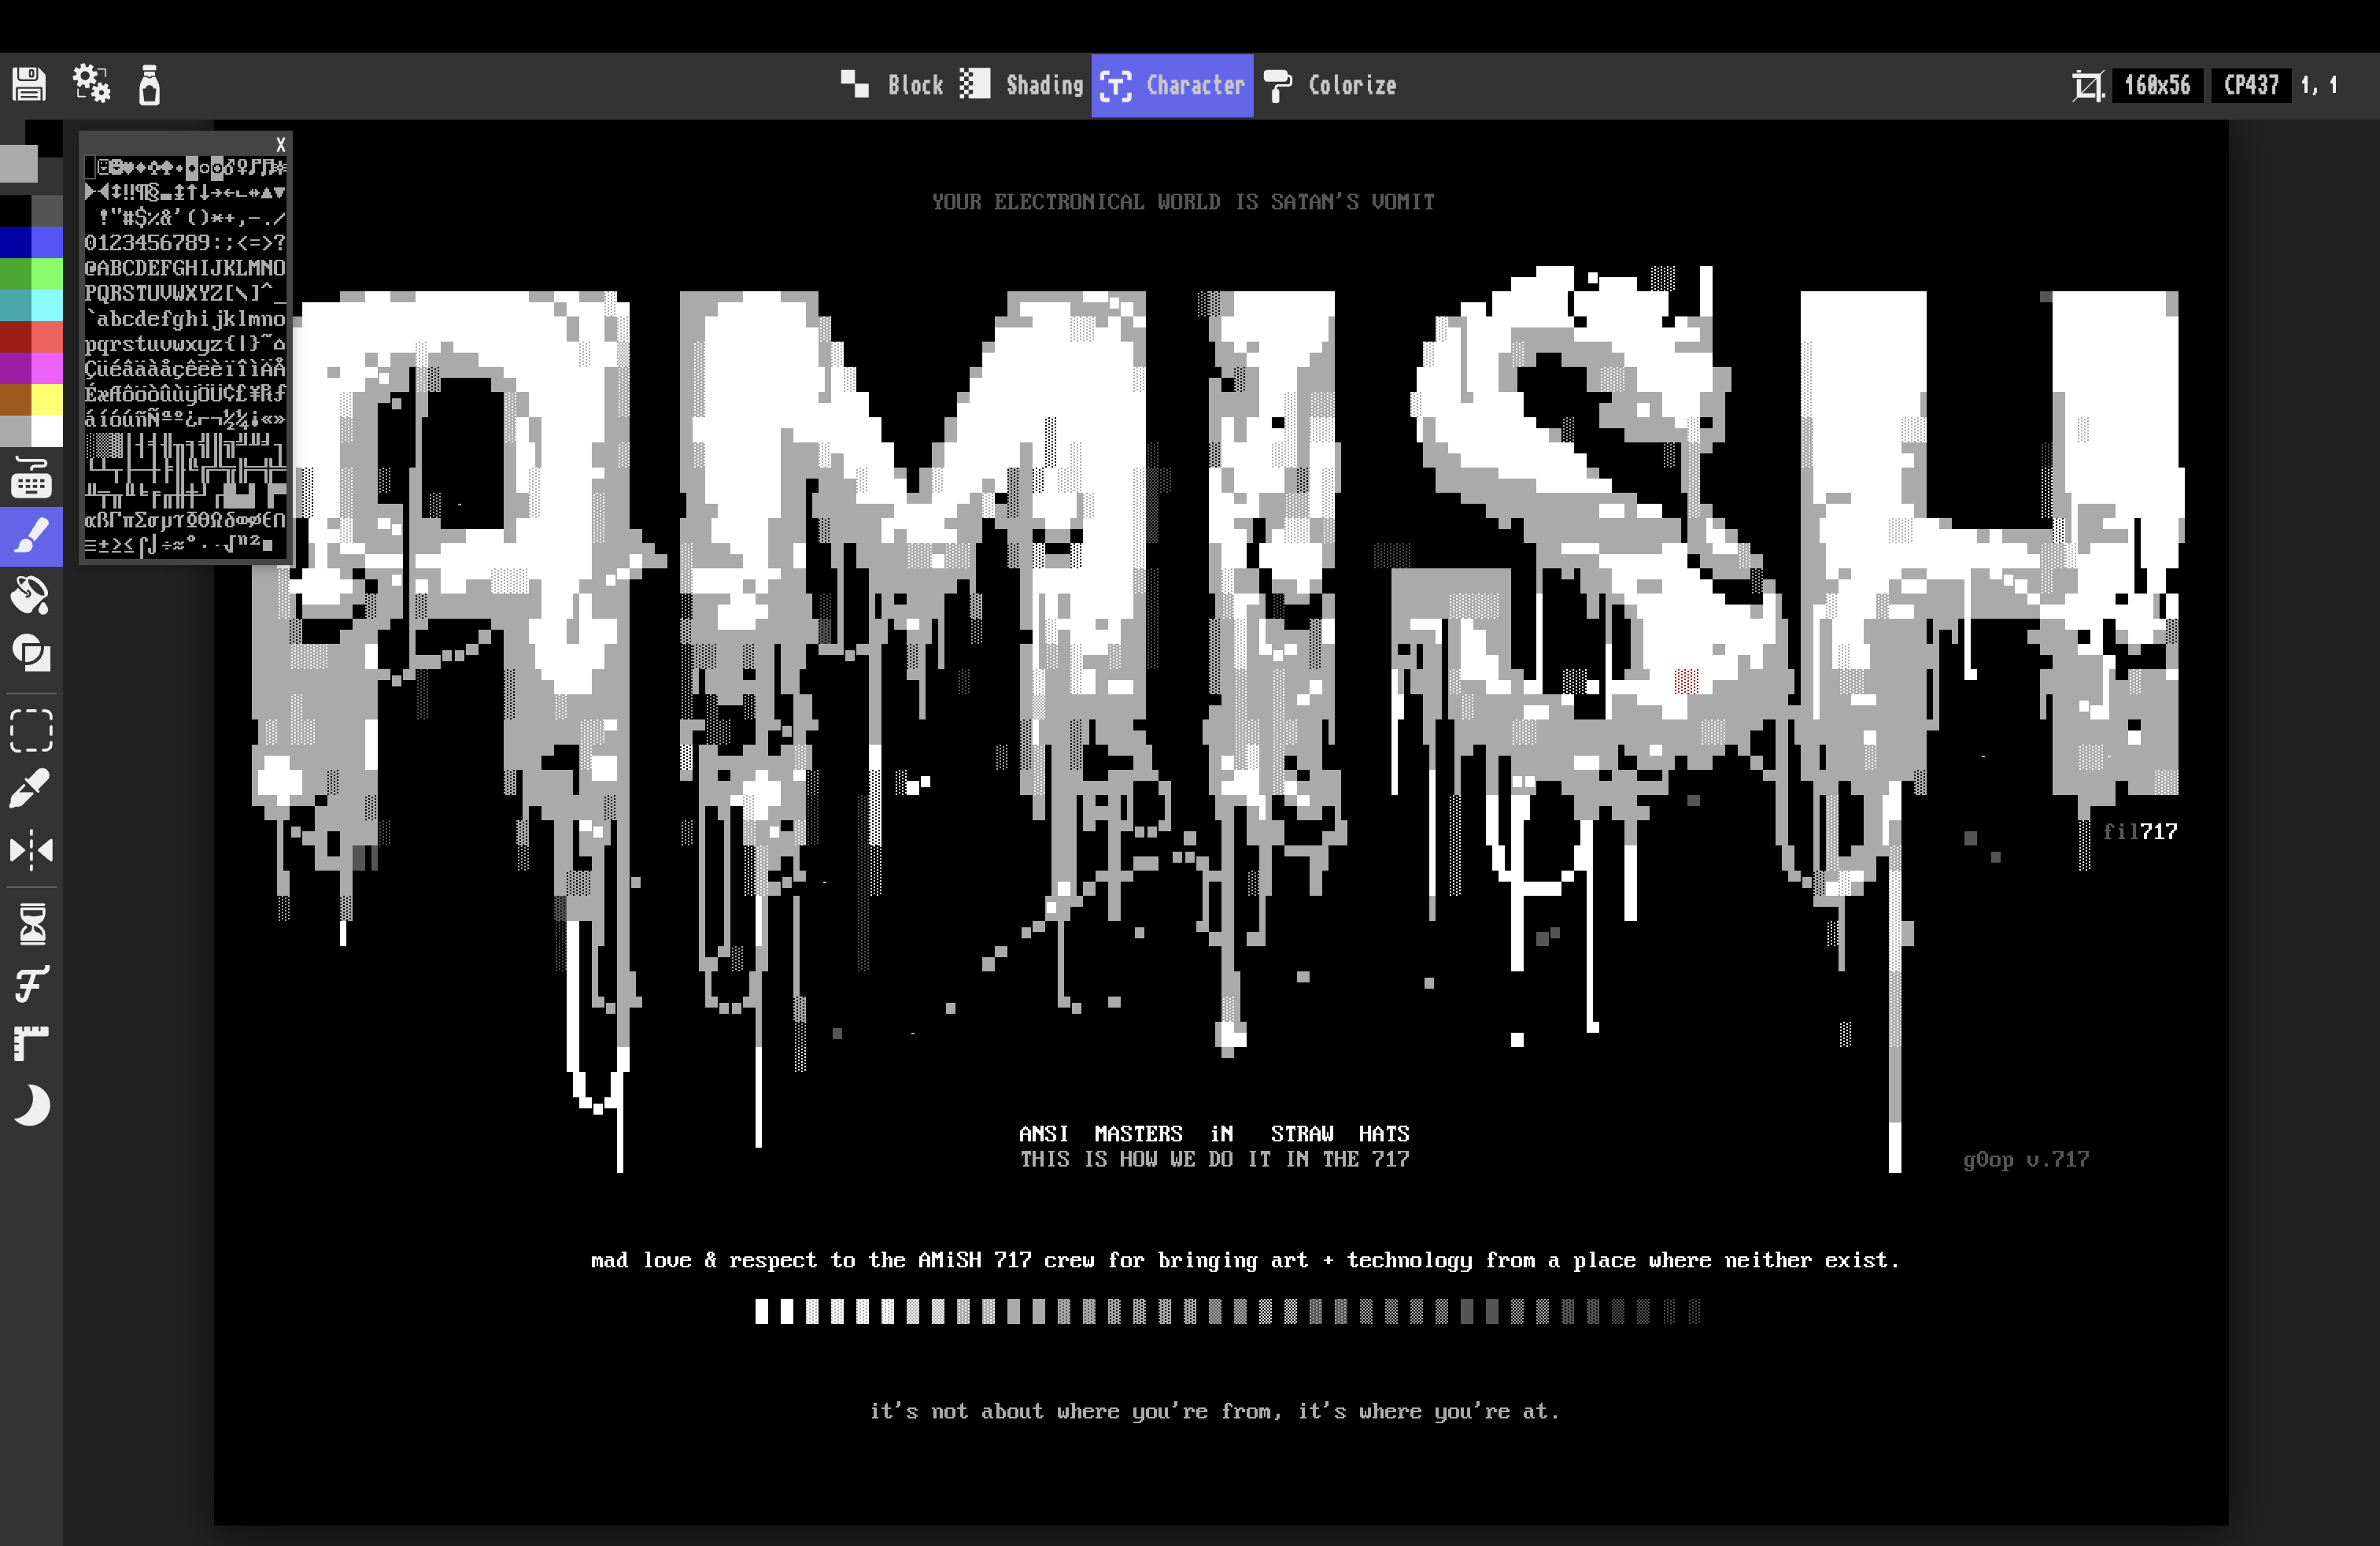 Block Shading Character Colorize 160x56 CP437 1, 1
X
!"#$%&'()*+,-./
0123456789:;<=>?
@ABCDEFGHIJKLMNO
PQRSTUVWXYZ[\]^_
`abcdefghijklmno
pqrstuvwxyz{|}~⌂
ÇüéâäàåçêëèïîìÄÅ
ÉæÆôöòûùÿÖÜ¢£¥₧ƒ
áíóúñÑªº¿⌐¬½¼¡«»
αßΓπΣσµτΦΘΩδ∞φε∩
≡±≥≤⌠⌡÷≈°∙·√ⁿ²■
YOUR ELECTRONICAL WORLD IS SATAN'S VOMIT
AMISH
fil717
ANSI MASTERS iN STRAW HATS
THIS IS HOW WE DO IT IN THE 717
g0op v.717
mad love & respect to the AMiSH 717 crew for bringing art + technology from a place where neither exist.
it's not about where you're from, it's where you're at.